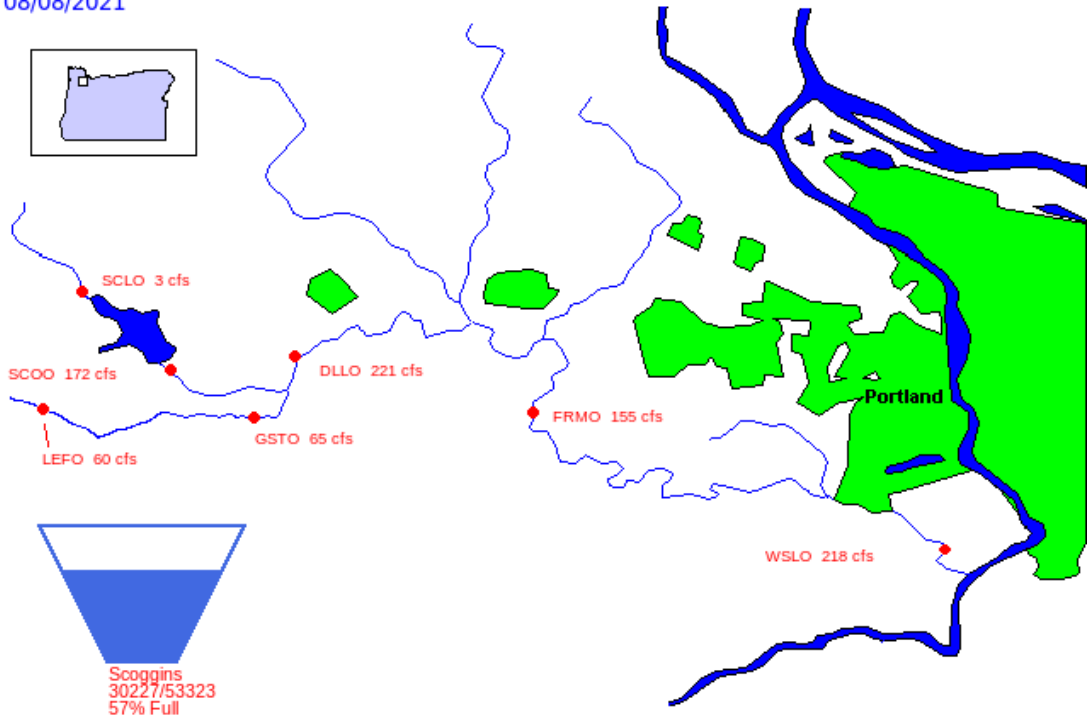 08/08/2021
SCLO 3 cfs
SCOO 172 cfs
DLLO 221 cfs
Portland
FRMO 155 cfs
GSTO 65 cfs
LEFO 60 cfs
WSLO 218 cfs
Scoggins
30227/53323
57% Full